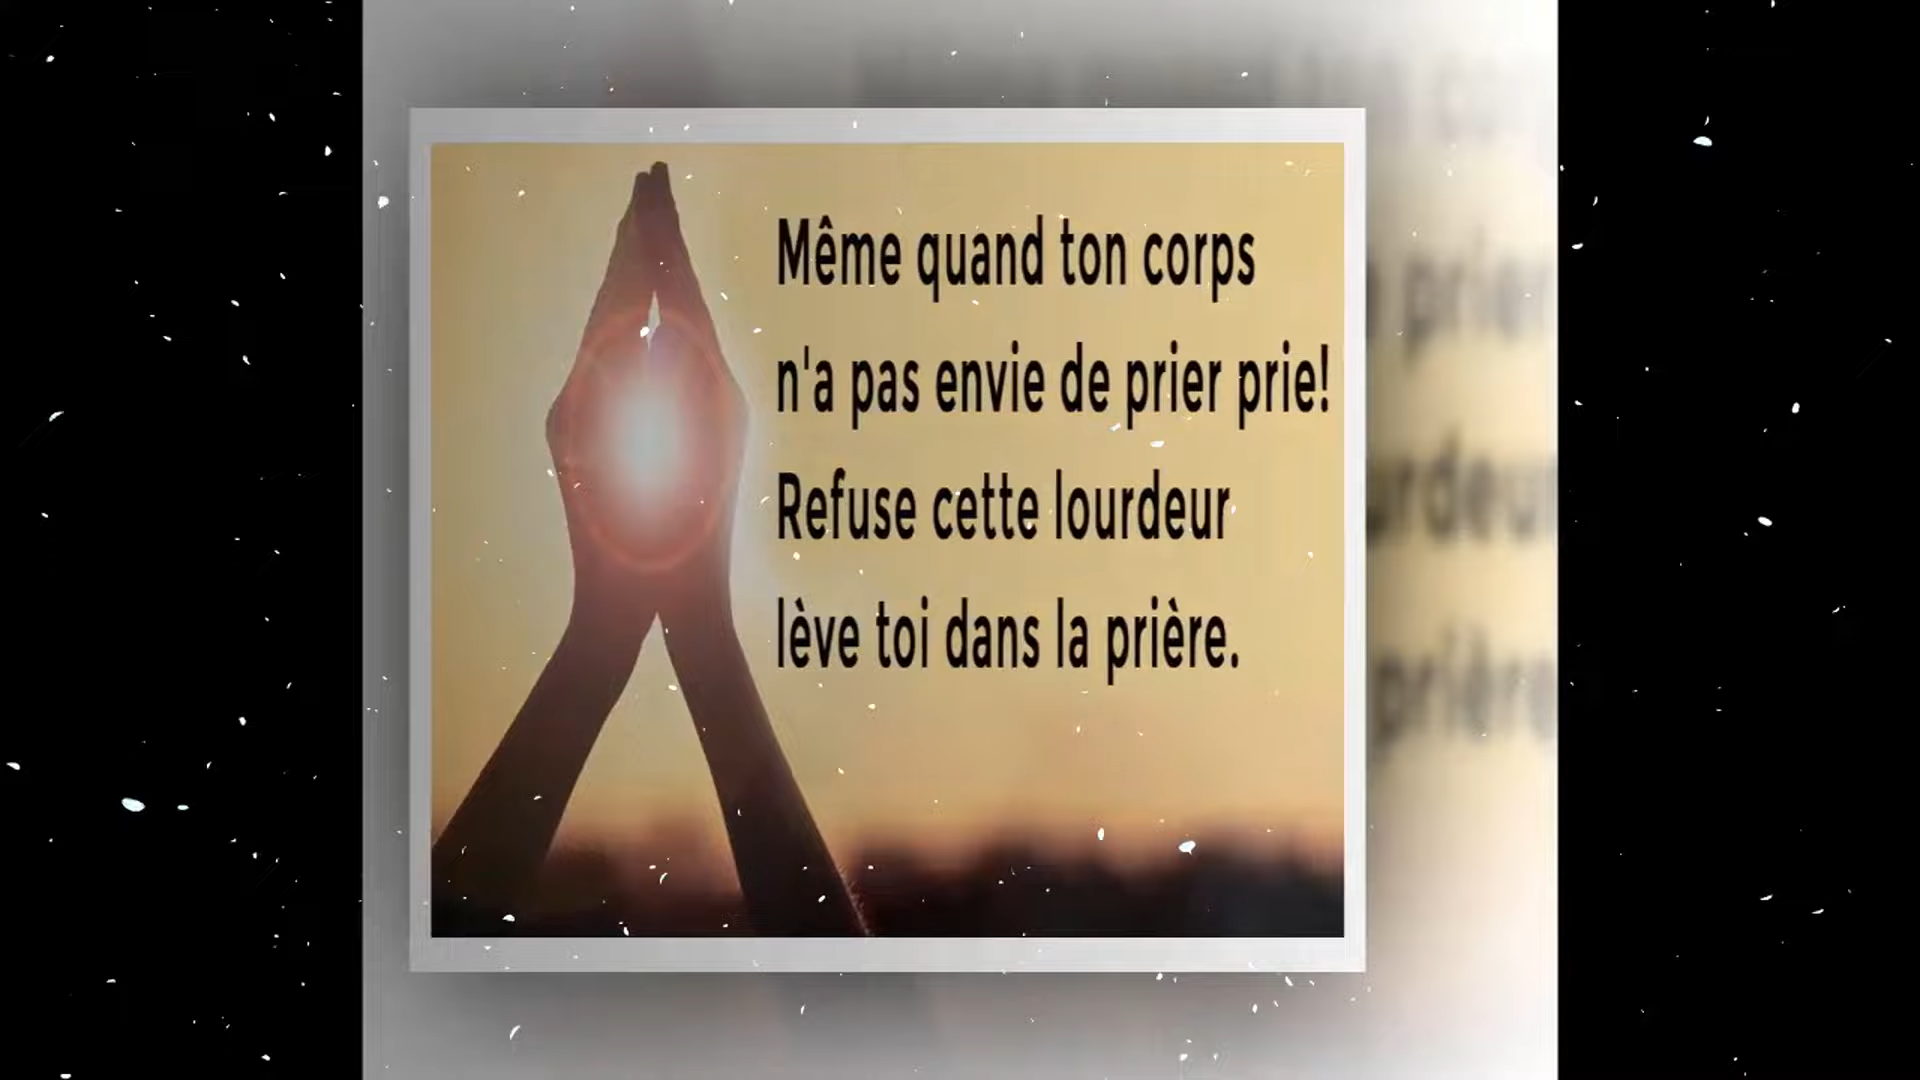 Même quand ton corps
n'a pas envie de prier prie!
Refuse cette lourdeur
lève toi dans la prière.